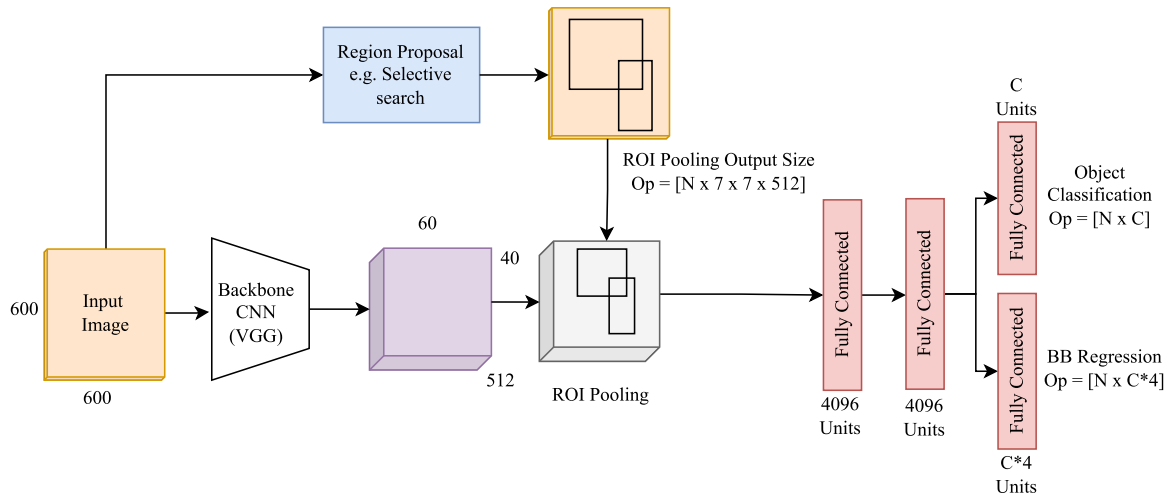 Region Proposal
e.g. Selective
search
ROI Pooling Output Size
Op = [N x 7 x 7 x 512]
C
Units
Fully Connected
Object
Classification
Op = [N x C]
600
Input
Image
600
Backbone
CNN
(VGG)
60
40
512
ROI Pooling
Fully Connected
4096
Units
Fully Connected
4096
Units
Fully Connected
BB Regression
Op = [N x C*4]
C*4
Units